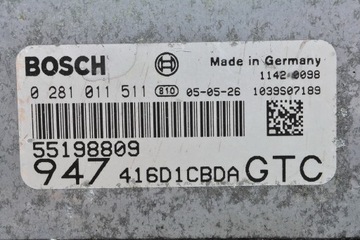 BOSCH Made in Germany
1142-0098
0 281 011 511 810 05-05-26 1039S07189
55198809
947 416D1CBDA GTC